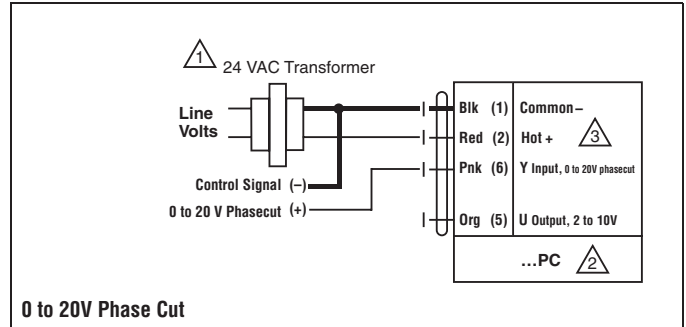 1 24 VAC Transformer
Line
Volts
Blk (1) Common –
Red (2) Hot + 3
Pnk (6) Y Input, 0 to 20V phasecut
Control Signal (–)
0 to 20 V Phasecut (+)
Org (5) U Output, 2 to 10V
...PC 2
0 to 20V Phase Cut